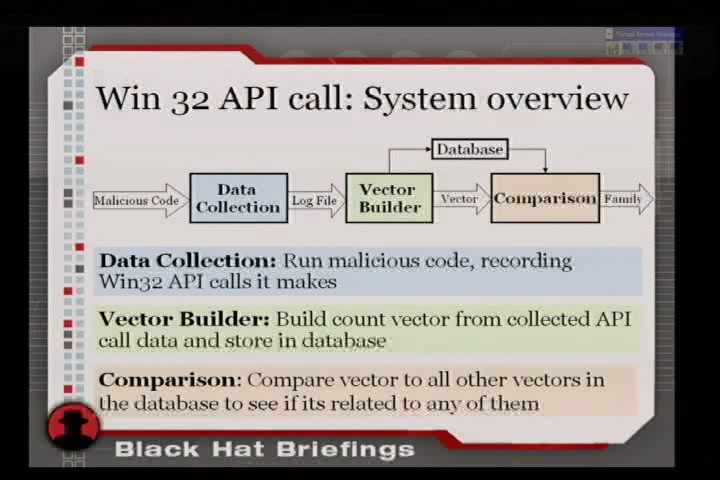 Virtual Screen Manager
Win 32 API call: System overview
Database
Malicious Code
Data
Collection
Log File
Vector
Builder
Vector
Comparison
Family
Data Collection: Run malicious code, recording
Win32 API calls it makes
Vector Builder: Build count vector from collected API
call data and store in database
Comparison: Compare vector to all other vectors in
the database to see if its related to any of them
Black Hat Briefings